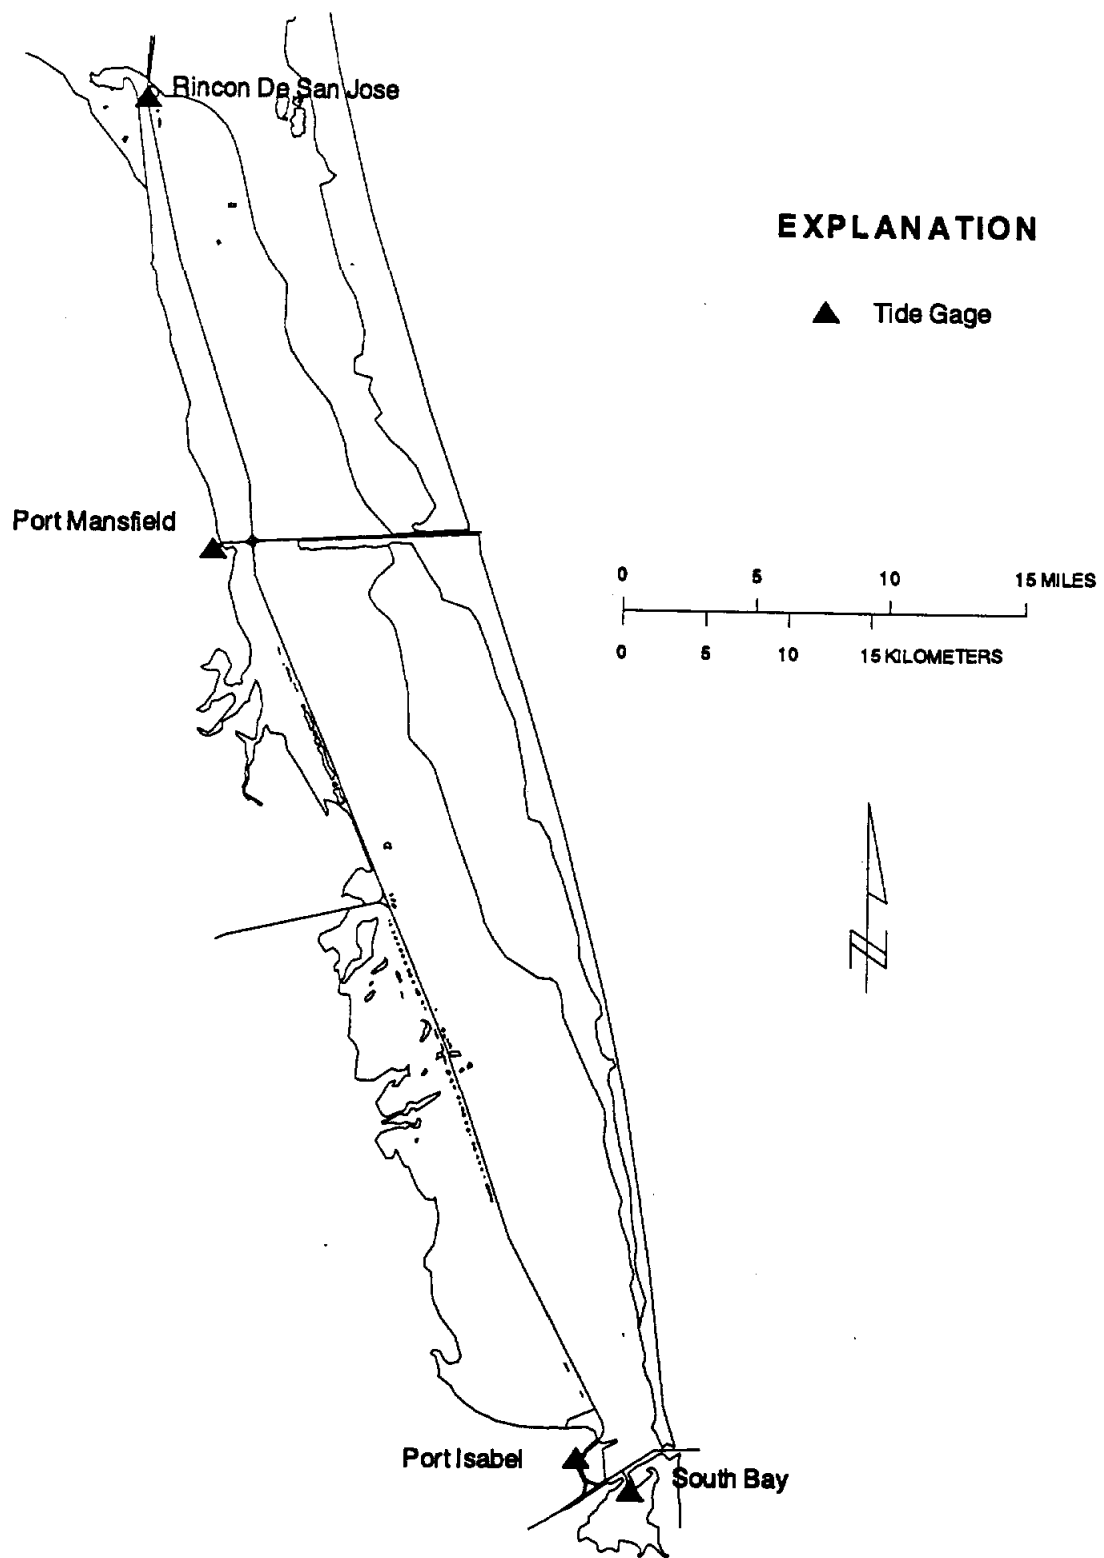 Rincon De San Jose
EXPLANATION
Tide Gage
Port Mansfield
0 5 10 15 MILES
0 5 10 15 KILOMETERS
N
Port Isabel
South Bay